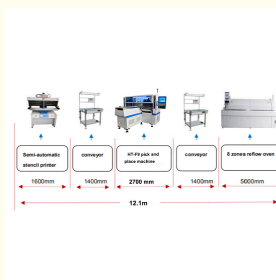 Semi-automatic
stencil printer
conveyor
HT-F9 pick and
place machine
conveyor
8 zones reflow oven
1600mm
1400mm
2700 mm
1400mm
5000mm
12.1m